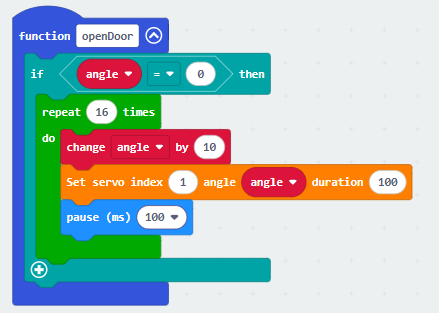 function openDoor
if angle = 0 then
repeat 16 times
do change angle by 10
Set servo index 1 angle angle duration 100
pause (ms) 100